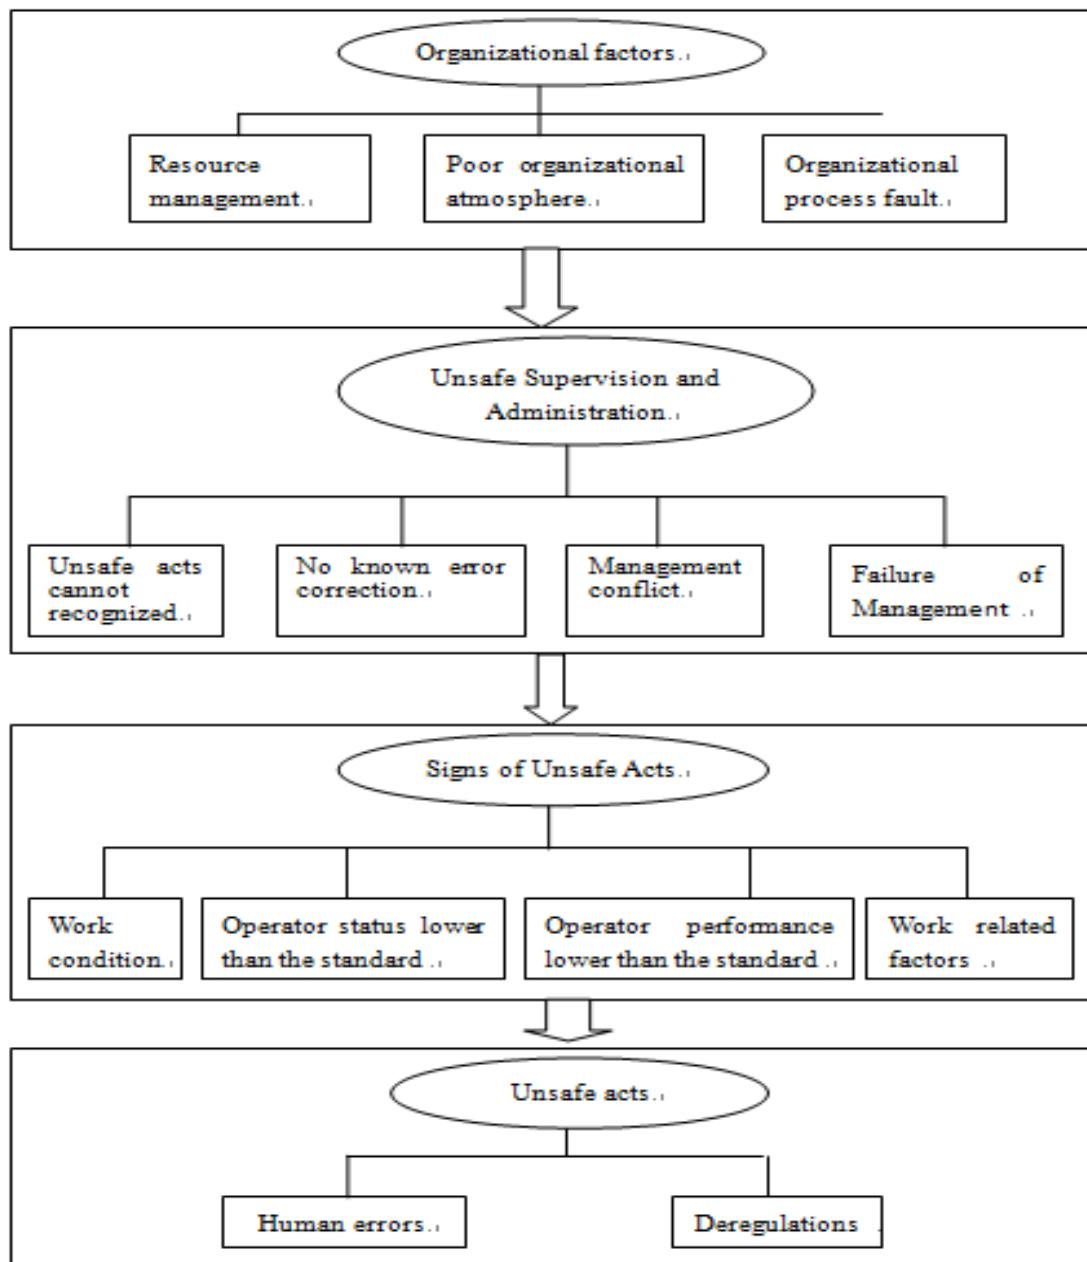 Organizational factors.
Resource
management.
Poor organizational
atmosphere.
Organizational
process fault.
Unsafe Supervision and
Administration.
Unsafe acts
cannot
recognized.
No known error
correction.
Management
conflict.
Failure of
Management .
Signs of Unsafe Acts.
Work
condition.
Operator status lower
than the standard .
Operator performance
lower than the standard .
Work related
factors .
Unsafe acts.
Human errors.
Deregulations .